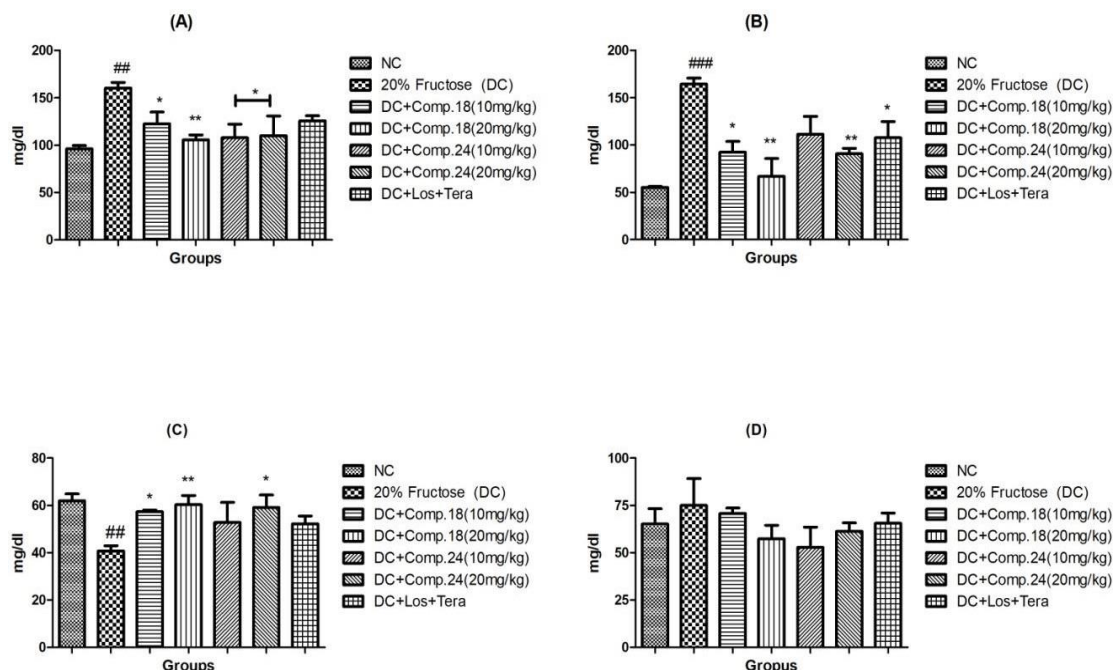 (A)
200
150
100
50
0
mg/dl
##
*
**
*
Groups
NC
20% Fructose (DC)
DC+Comp.18(10mg/kg)
DC+Comp.18(20mg/kg)
DC+Comp.24(10mg/kg)
DC+Comp.24(20mg/kg)
DC+Los+Tera
(B)
200
150
100
50
0
mg/dl
###
*
**
**
*
Groups
NC
20% Fructose (DC)
DC+Comp.18(10mg/kg)
DC+Comp.18(20mg/kg)
DC+Comp.24(10mg/kg)
DC+Comp.24(20mg/kg)
DC+Los+Tera
(C)
80
60
40
20
0
mg/dl
##
*
**
*
Groups
NC
20% Fructose (DC)
DC+Comp.18(10mg/kg)
DC+Comp.18(20mg/kg)
DC+Comp.24(10mg/kg)
DC+Comp.24(20mg/kg)
DC+Los+Tera
(D)
100
75
50
25
0
mg/dl
Gropus
NC
20% Fructose (DC)
DC+Comp.18(10mg/kg)
DC+Comp.18(20mg/kg)
DC+Comp.24(10mg/kg)
DC+Comp.24(20mg/kg)
DC+Los+Tera